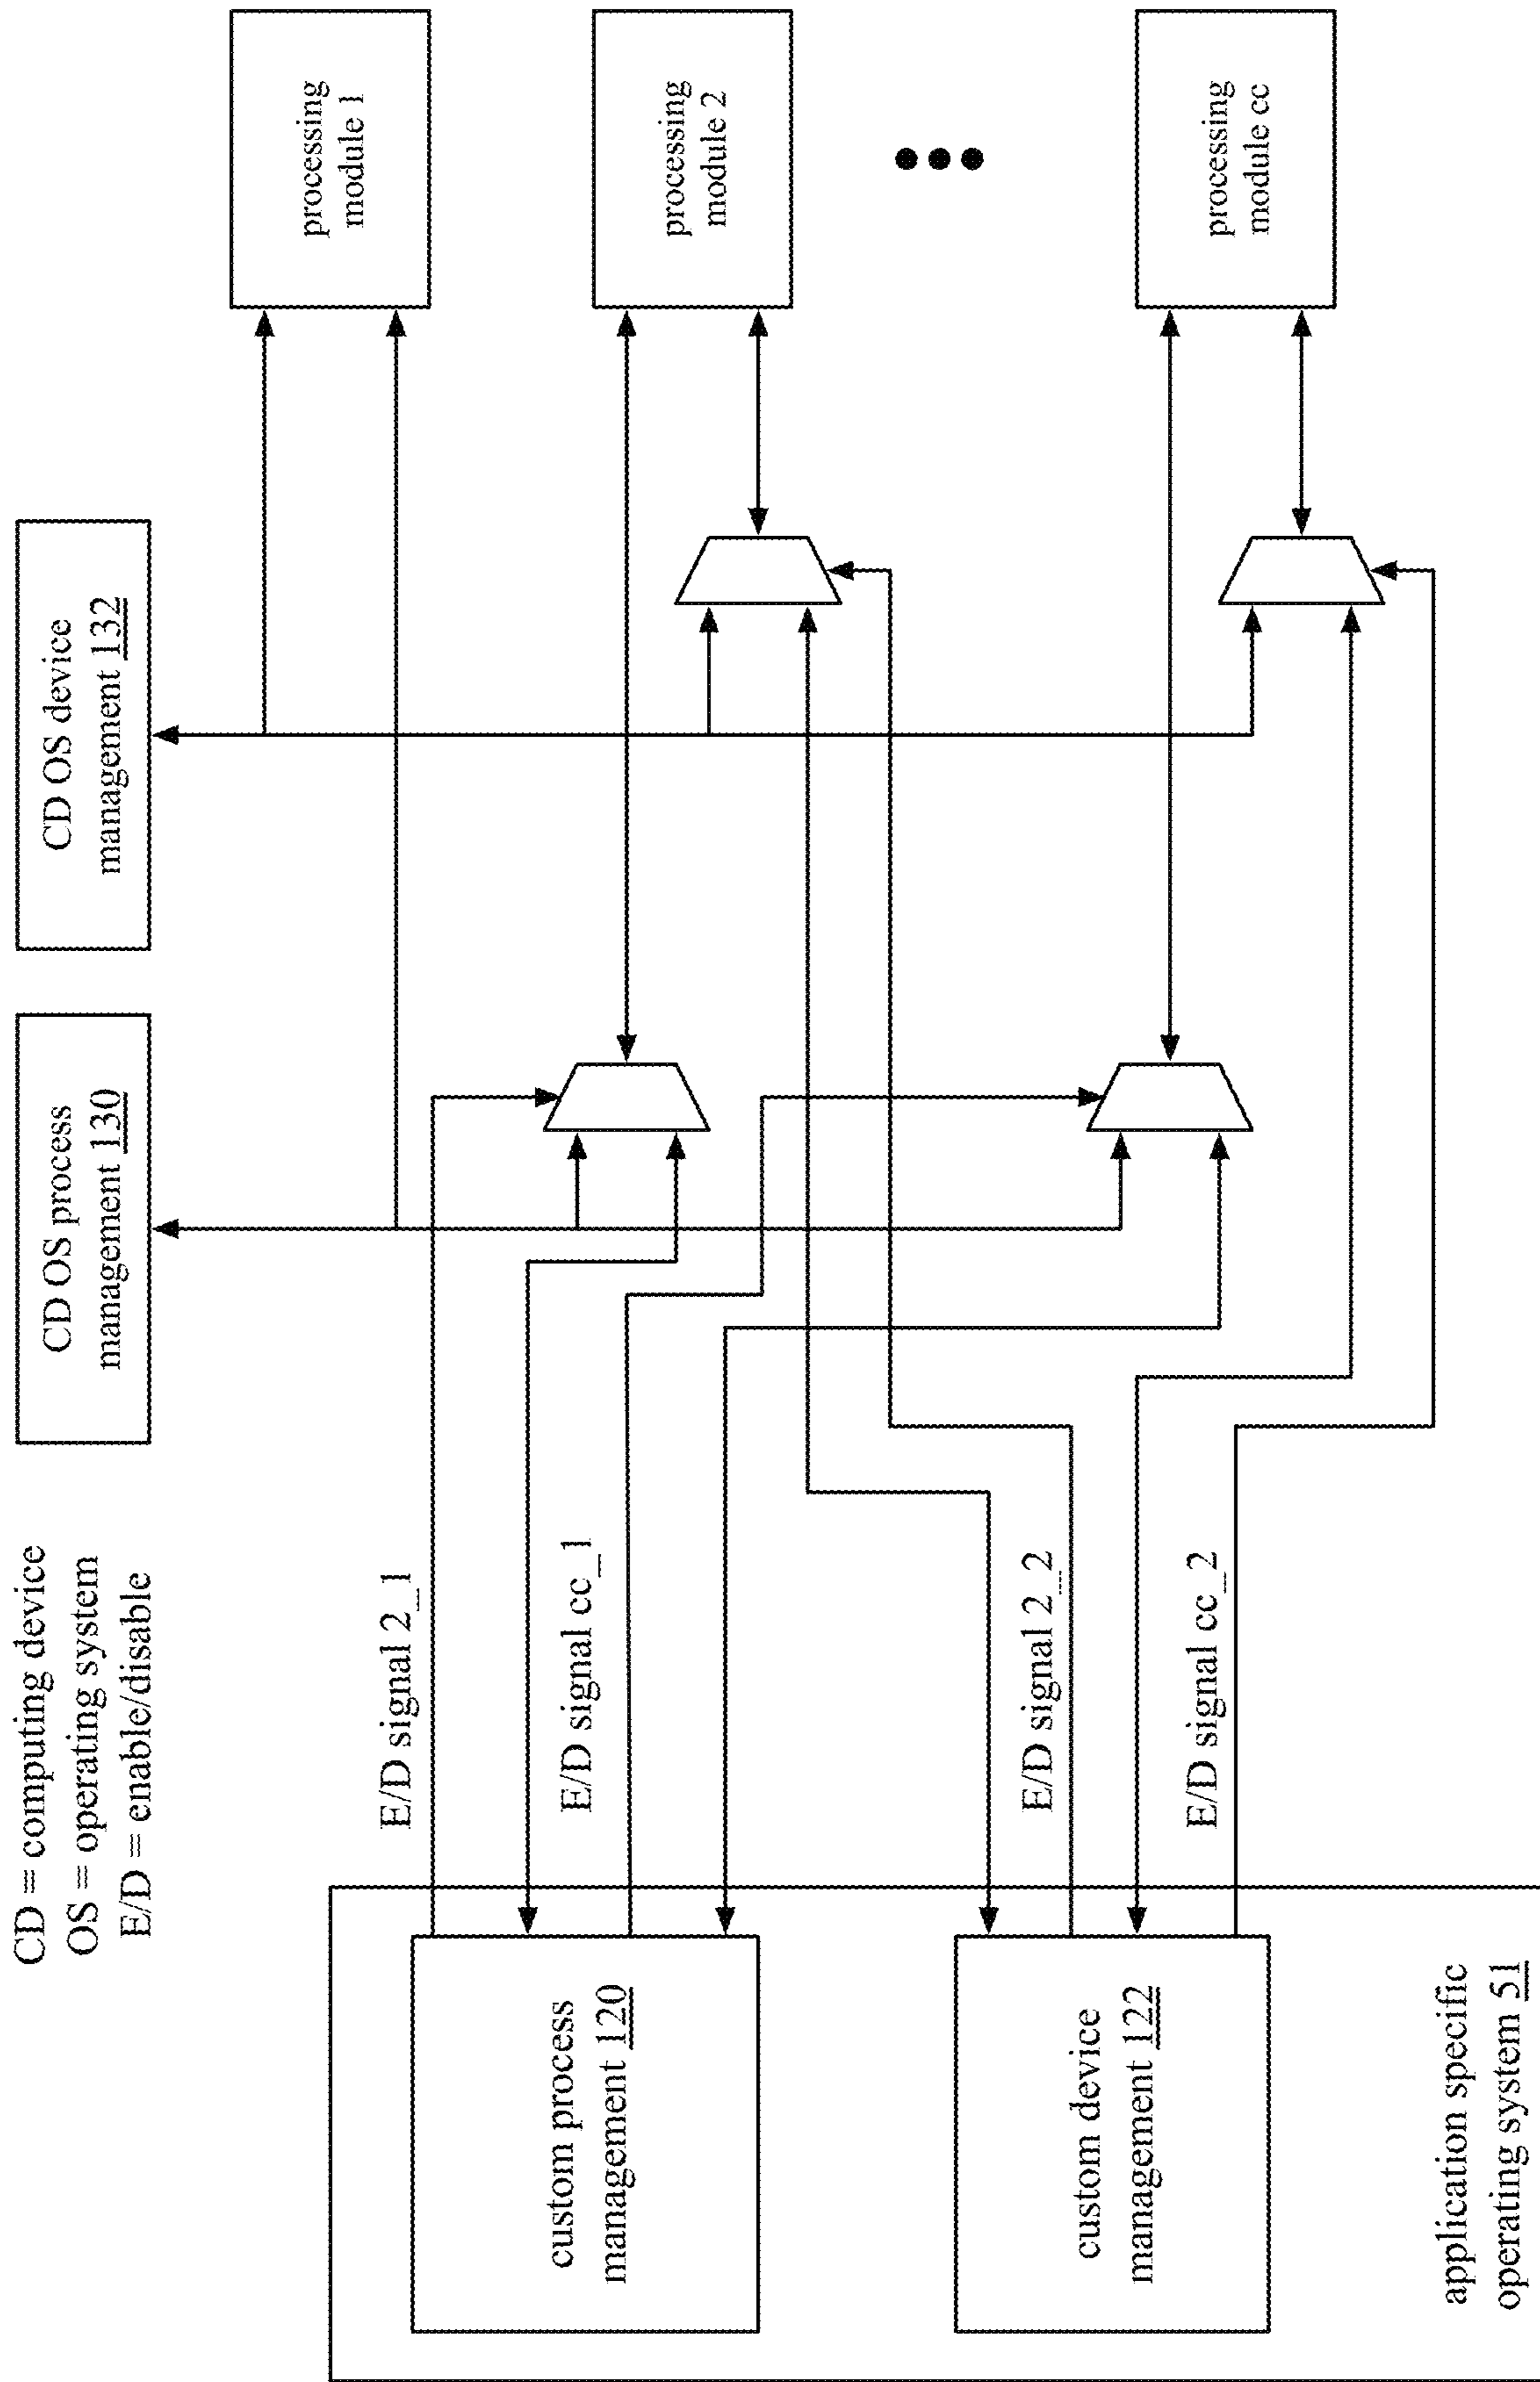 CD = computing device
OS = operating system
E/D = enable/disable
CD OS process
management 130
CD OS device
management 132
processing
module 1
processing
module 2
processing
module cc
E/D signal 2_1
E/D signal cc_1
E/D signal 2_2
E/D signal cc_2
custom process
management 120
custom device
management 122
application specific
operating system 51